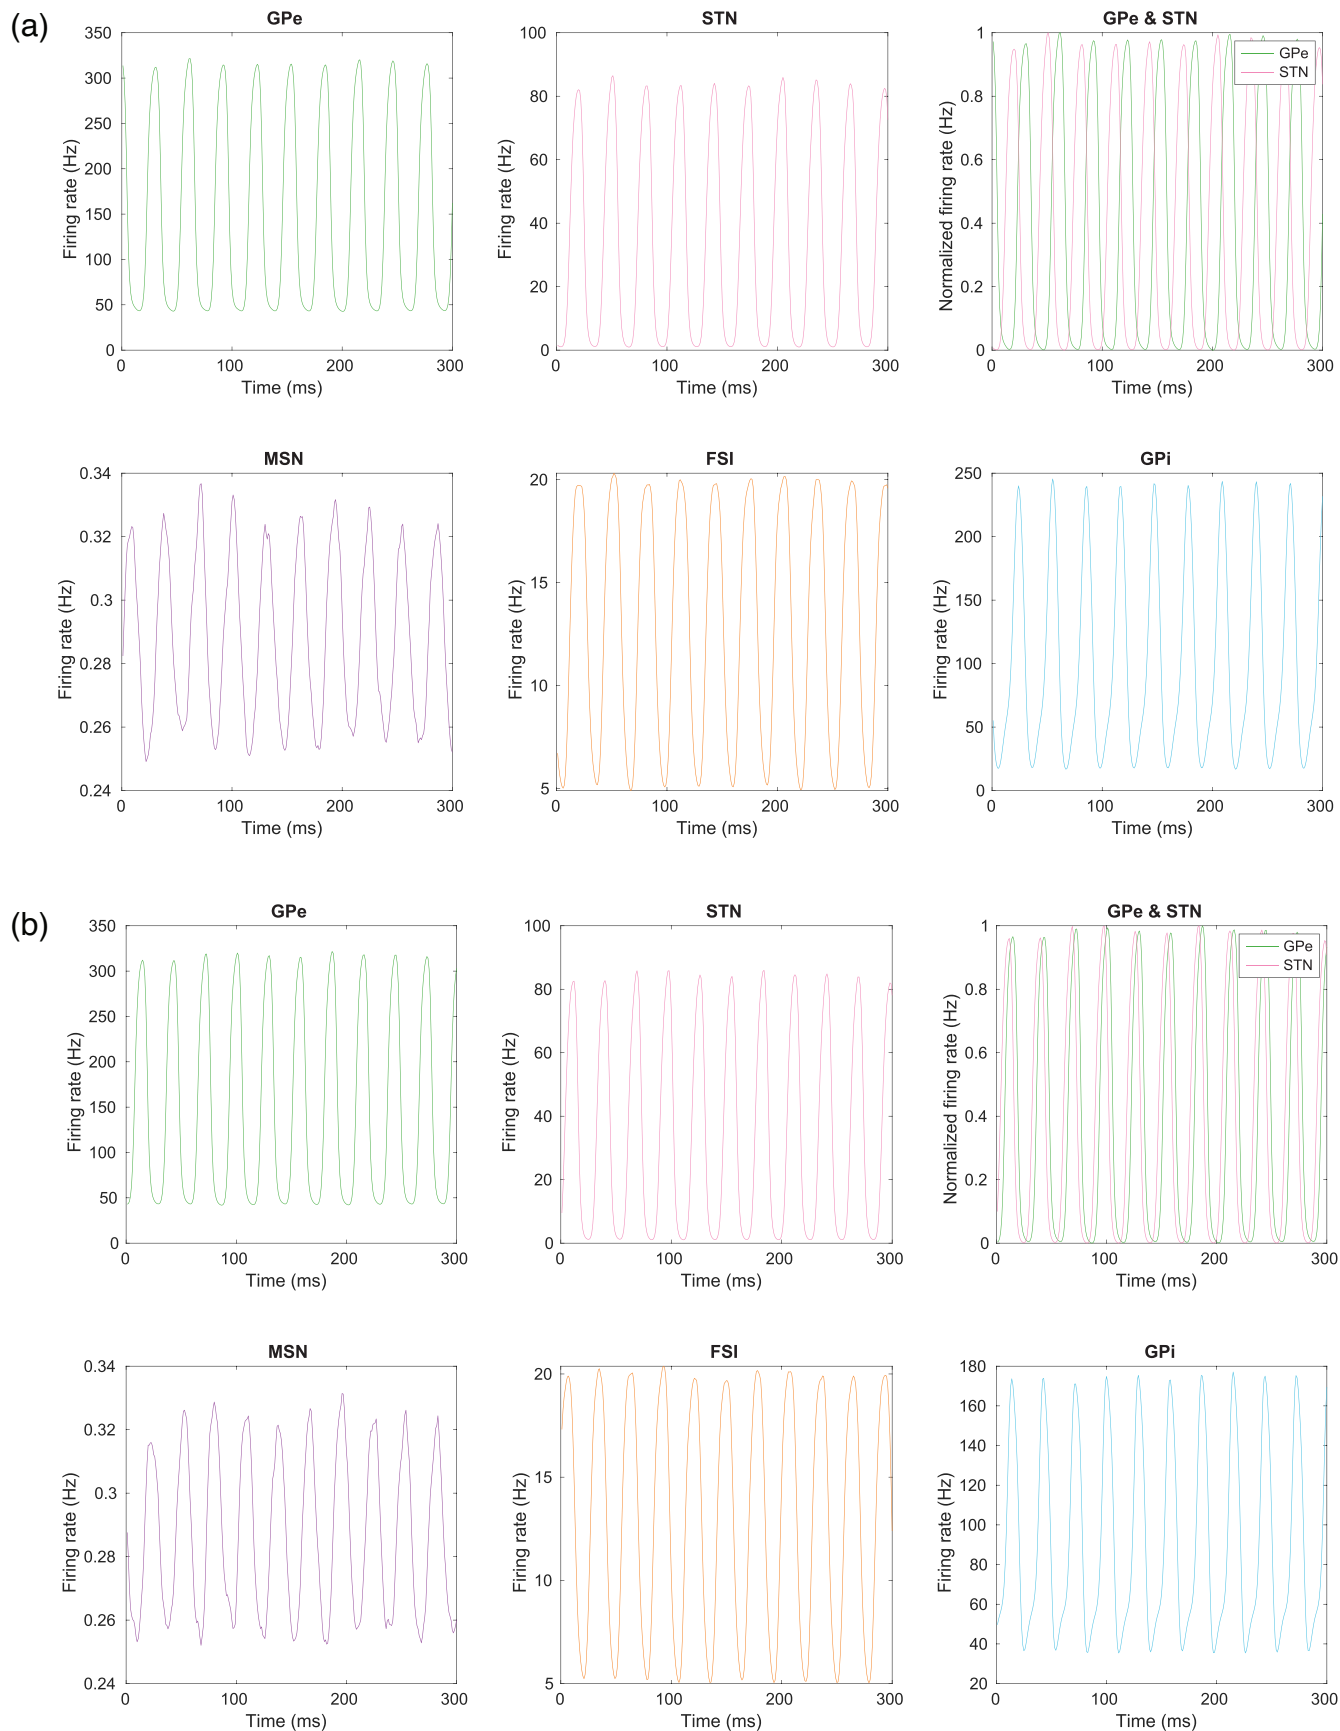 (a)
GPe
STN
GPe & STN
350
300
250
200
150
100
50
0
Firing rate (Hz)
0 100 200 300
Time (ms)
100
80
60
40
20
0
Firing rate (Hz)
0 100 200 300
Time (ms)
1
0.8
0.6
0.4
0.2
0
Normalized firing rate (Hz)
GPe
STN
0 100 200 300
Time (ms)
MSN
FSI
GPi
0.34
0.32
0.3
0.28
0.26
0.24
Firing rate (Hz)
0 100 200 300
Time (ms)
20
15
10
5
Firing rate (Hz)
0 100 200 300
Time (ms)
250
200
150
100
50
0
Firing rate (Hz)
0 100 200 300
Time (ms)
(b)
GPe
STN
GPe & STN
350
300
250
200
150
100
50
0
Firing rate (Hz)
0 100 200 300
Time (ms)
100
80
60
40
20
0
Firing rate (Hz)
0 100 200 300
Time (ms)
1
0.8
0.6
0.4
0.2
0
Normalized firing rate (Hz)
GPe
STN
0 100 200 300
Time (ms)
MSN
FSI
GPi
0.34
0.32
0.3
0.28
0.26
0.24
Firing rate (Hz)
0 100 200 300
Time (ms)
20
15
10
5
Firing rate (Hz)
0 100 200 300
Time (ms)
180
160
140
120
100
80
60
40
20
Firing rate (Hz)
0 100 200 300
Time (ms)